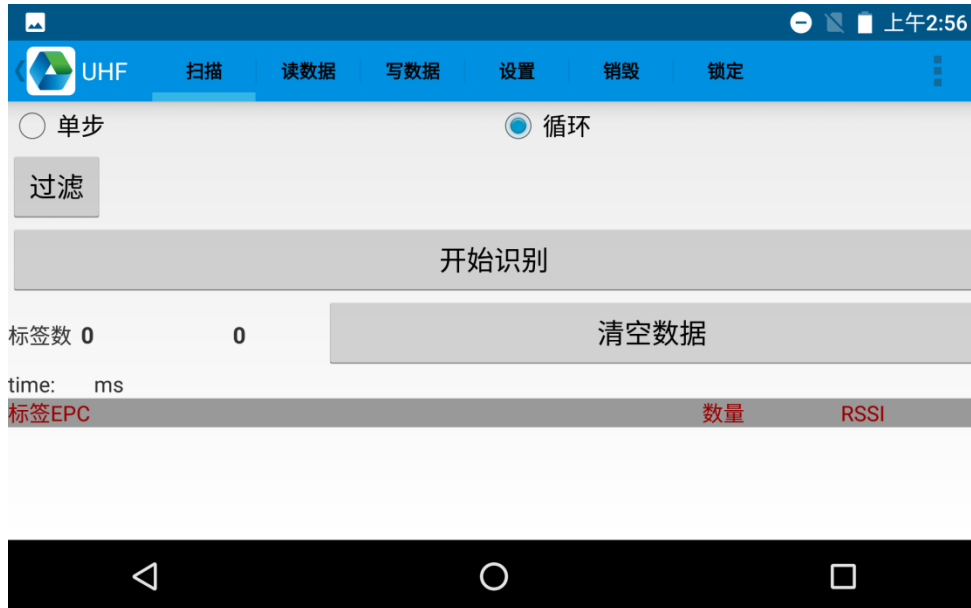 上午2:56
UHF 扫描 读数据 写数据 设置 销毁 锁定
单步 循环
过滤
开始识别
标签数 0 0 清空数据
time: ms
标签EPC 数量 RSSI